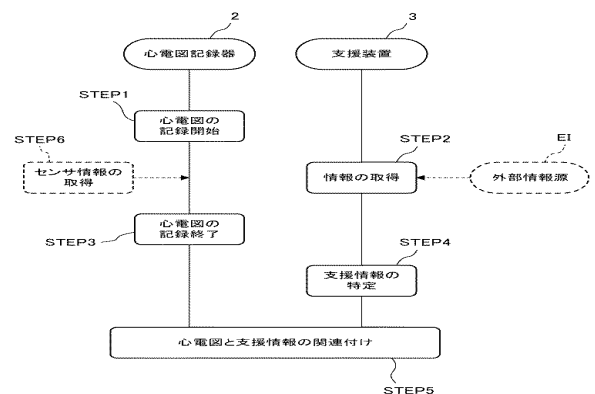 2
3
心電図記録器
支援装置
STEP1
心電図の
記録開始
STEP6
STEP2
EI
センサ情報の
取得
情報の取得
外部情報源
心電図の
記録終了
STEP3
STEP4
支援情報の
特定
心電図と支援情報の関連付け
STEP5